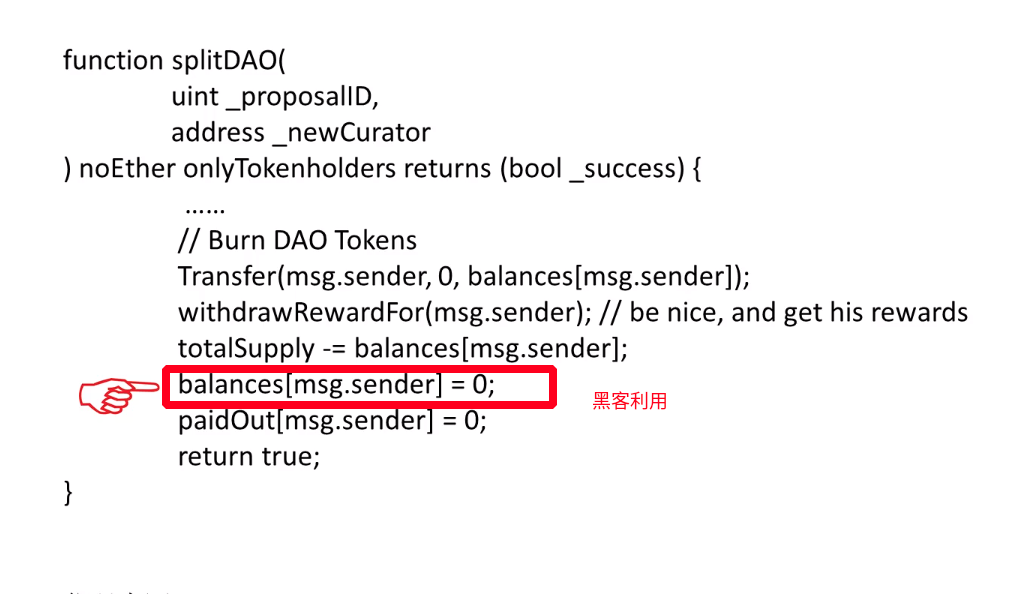 function splitDAO(
uint _proposalID,
address _newCurator
) noEther onlyTokenholders returns (bool _success) {
……
// Burn DAO Tokens
Transfer(msg.sender, 0, balances[msg.sender]);
withdrawRewardFor(msg.sender); // be nice, and get his rewards
totalSupply -= balances[msg.sender];
balances[msg.sender] = 0;
黑客利用
paidOut[msg.sender] = 0;
return true;
}